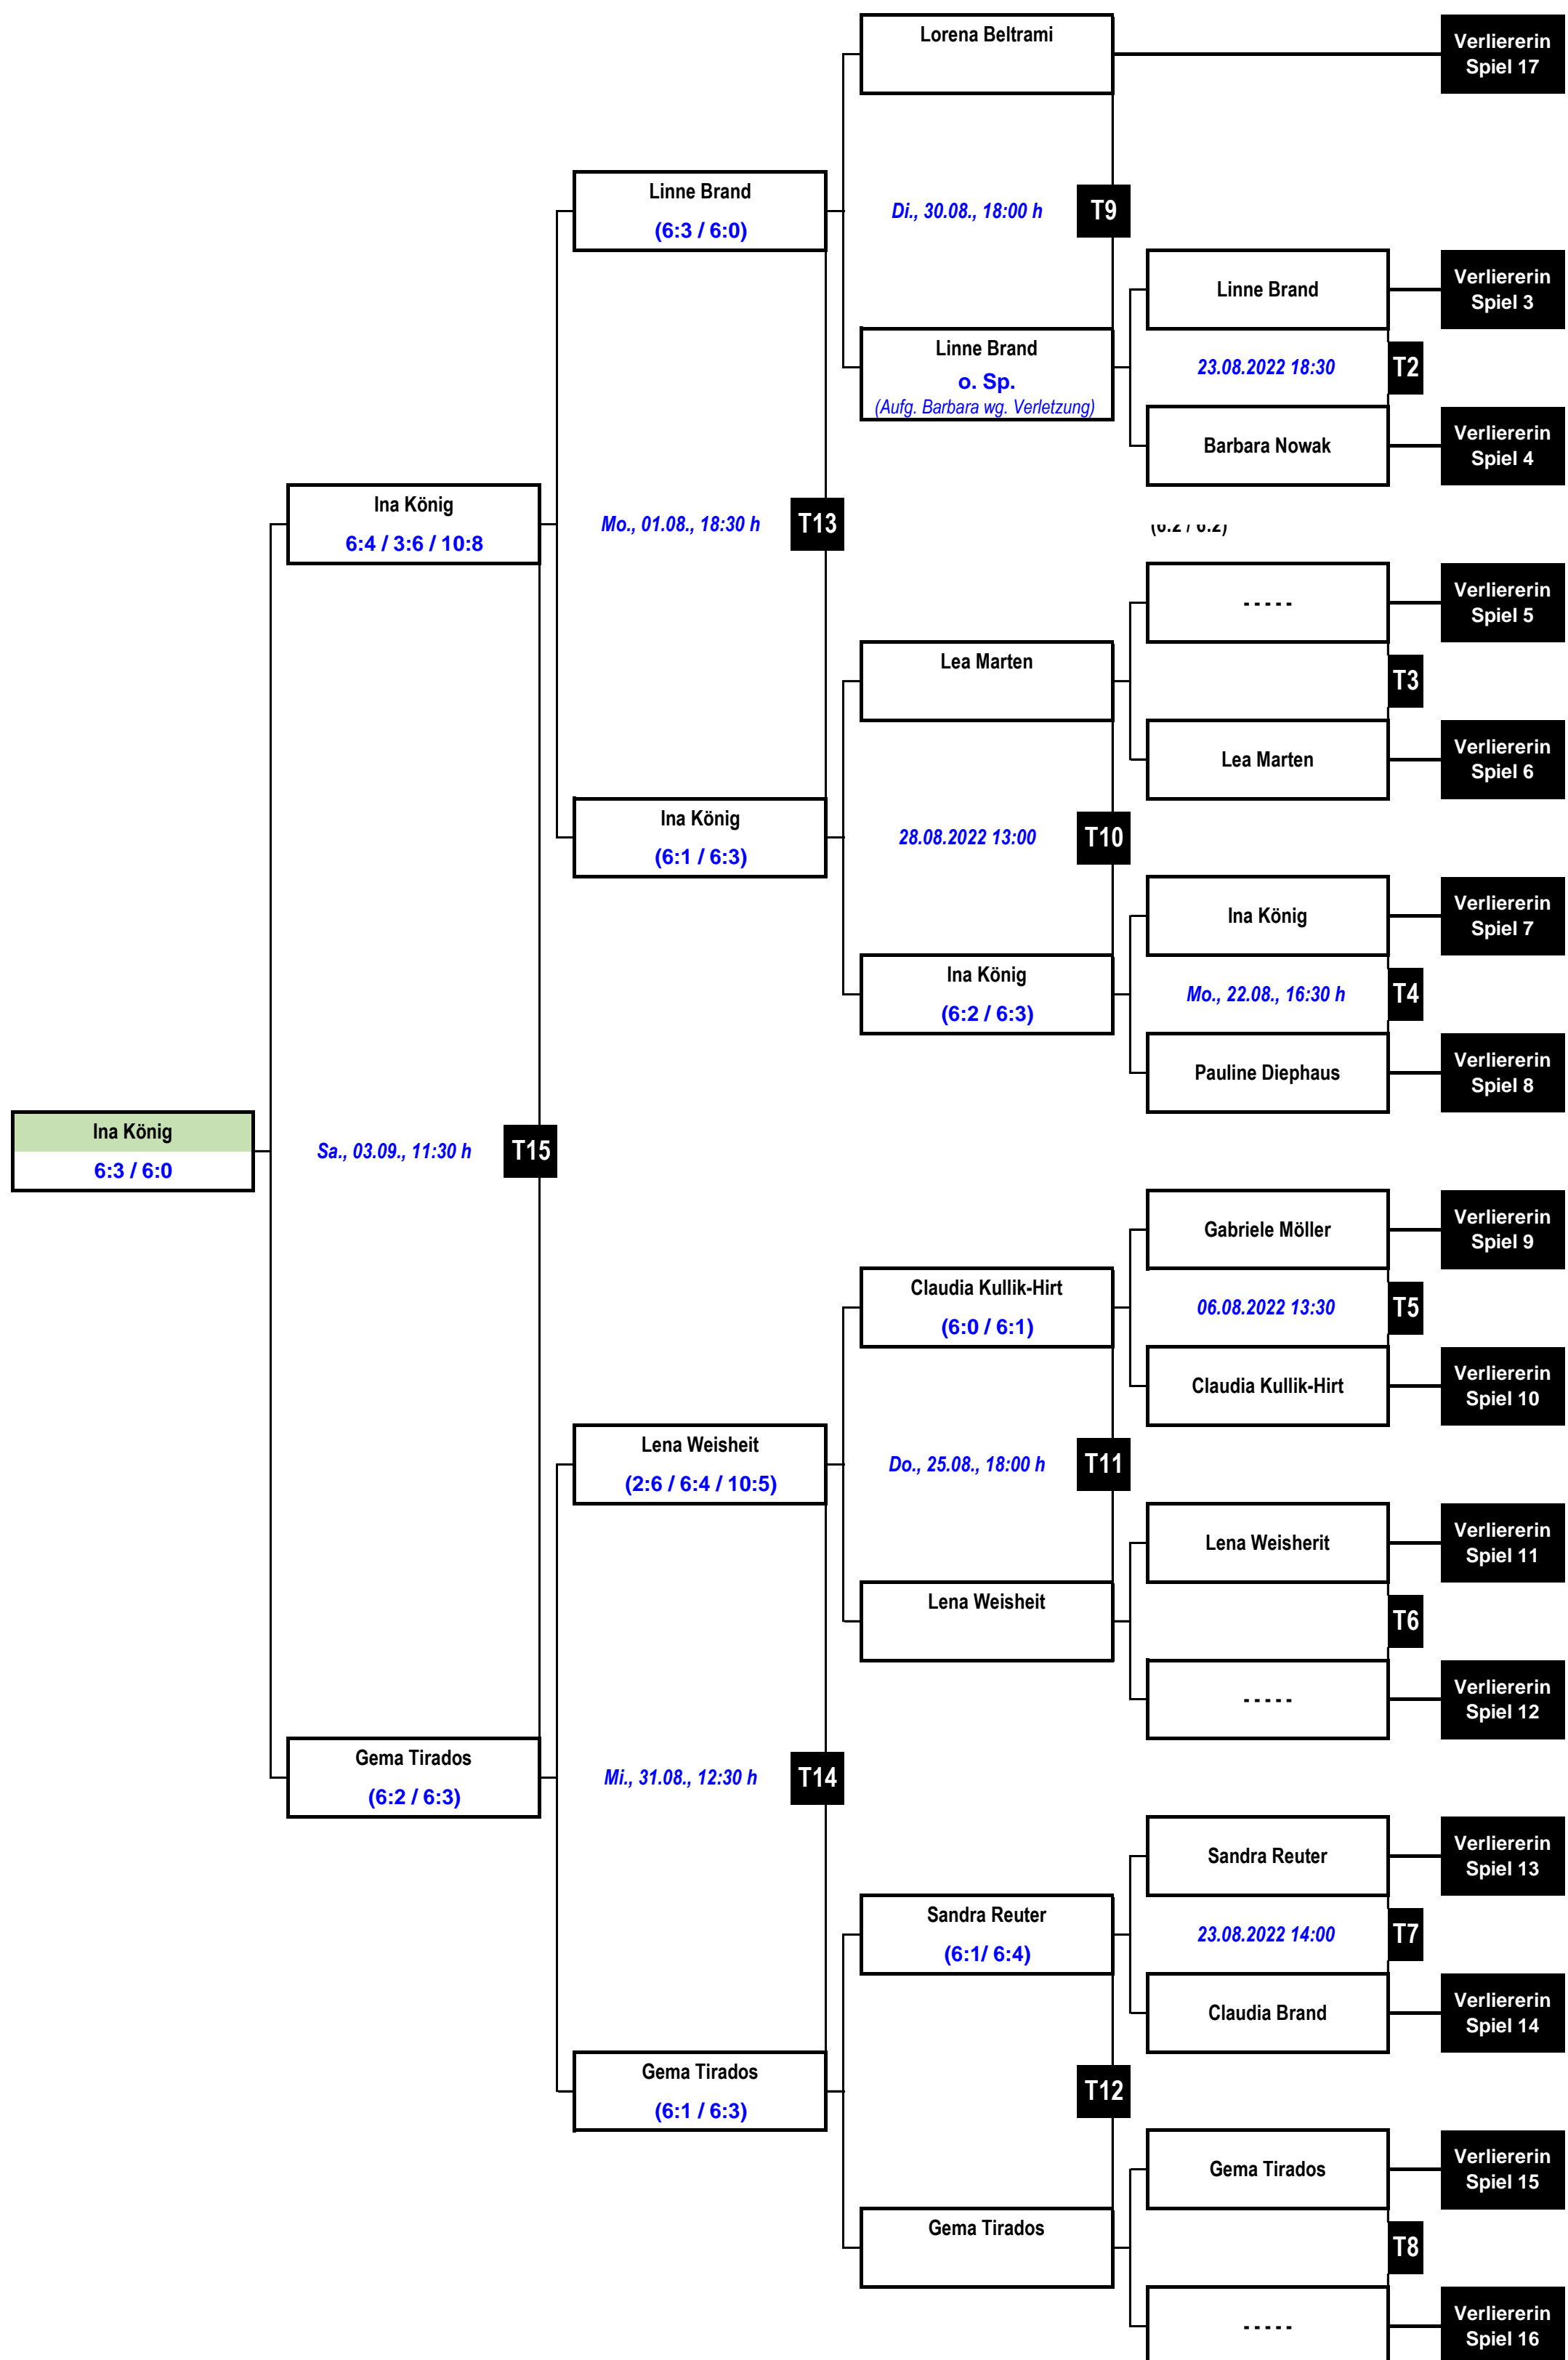 Lorena Beltrami
Verliererin
Spiel 17
Linne Brand
(6:3 / 6:0)
Di., 30.08., 18:00 h
T9
Linne Brand
Verliererin
Spiel 3
Linne Brand
o. Sp.
(Aufg. Barbara wg. Verletzung)
23.08.2022 18:30
T2
Barbara Nowak
Verliererin
Spiel 4
Ina König
6:4 / 3:6 / 10:8
Mo., 01.08., 18:30 h
T13
(6:2 / 6:2)
- - - - -
Verliererin
Spiel 5
Lea Marten
T3
Lea Marten
Verliererin
Spiel 6
Ina König
(6:1 / 6:3)
28.08.2022 13:00
T10
Ina König
Verliererin
Spiel 7
Ina König
(6:2 / 6:3)
Mo., 22.08., 16:30 h
T4
Pauline Diephaus
Verliererin
Spiel 8
Ina König
6:3 / 6:0
Sa., 03.09., 11:30 h
T15
Gabriele Möller
Verliererin
Spiel 9
Claudia Kullik-Hirt
(6:0 / 6:1)
06.08.2022 13:30
T5
Claudia Kullik-Hirt
Verliererin
Spiel 10
Lena Weisheit
(2:6 / 6:4 / 10:5)
Do., 25.08., 18:00 h
T11
Lena Weisherit
Verliererin
Spiel 11
Lena Weisheit
T6
- - - - -
Verliererin
Spiel 12
Gema Tirados
(6:2 / 6:3)
Mi., 31.08., 12:30 h
T14
Sandra Reuter
Verliererin
Spiel 13
Sandra Reuter
(6:1/ 6:4)
23.08.2022 14:00
T7
Claudia Brand
Verliererin
Spiel 14
Gema Tirados
(6:1 / 6:3)
T12
Gema Tirados
Verliererin
Spiel 15
Gema Tirados
T8
- - - - -
Verliererin
Spiel 16